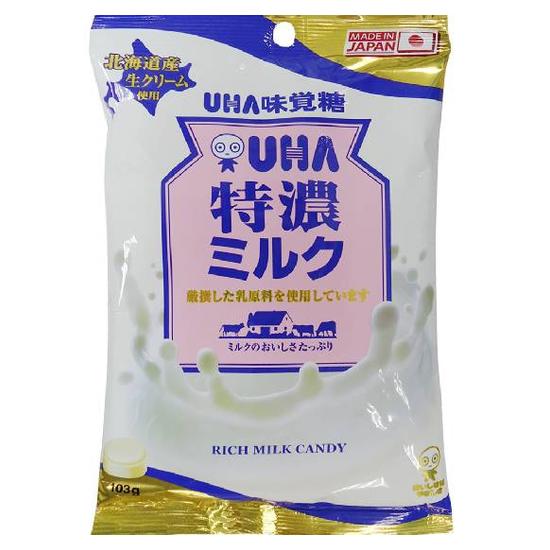 北海道産
生クリーム
使用
MADE IN
JAPAN
UHA味覚糖
UHA
特濃
ミルク
厳撰した乳原料を使用しています
ミルクのおいしさたっぷり
RICH MILK CANDY
103g